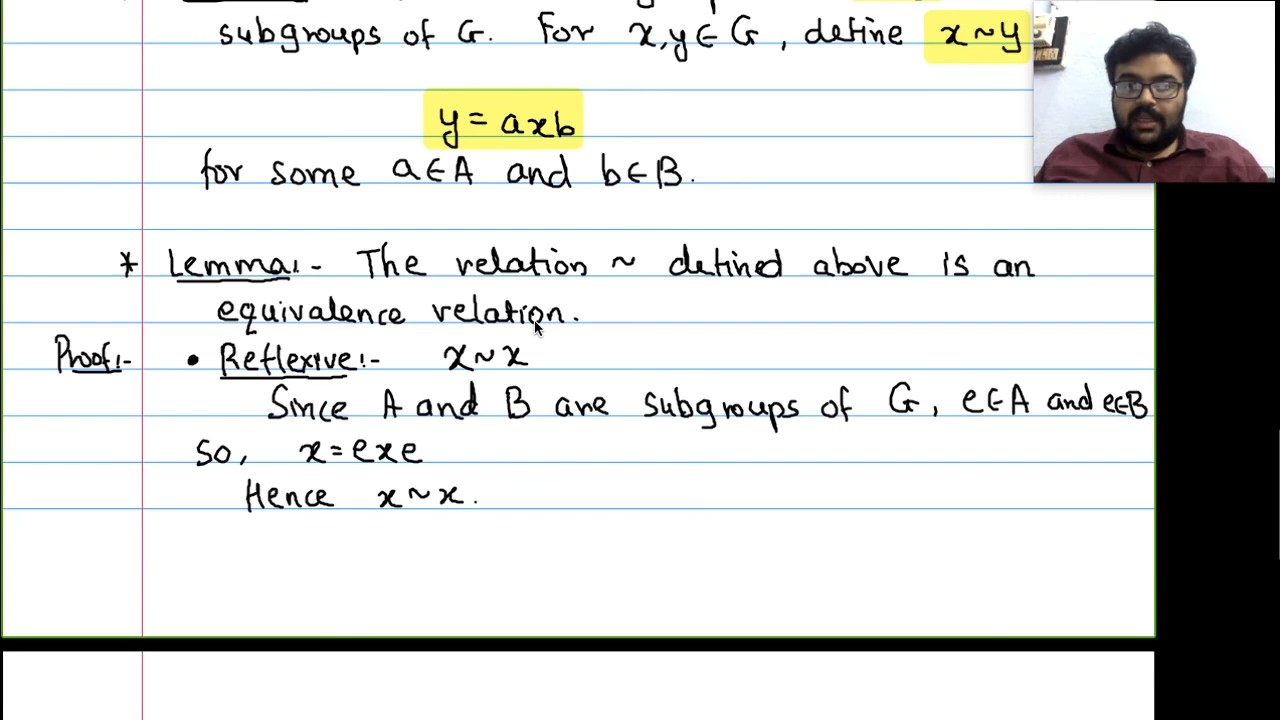 subgroups of G. For x,y∈G, define x~y
y = axb
for some a∈A and b∈B.
* Lemma:- The relation ~ defined above is an
equivalence relation.
Proof:- • Reflexive:- x~x
Since A and B are subgroups of G, e∈A and e∈B
So, x=exe
Hence x~x.